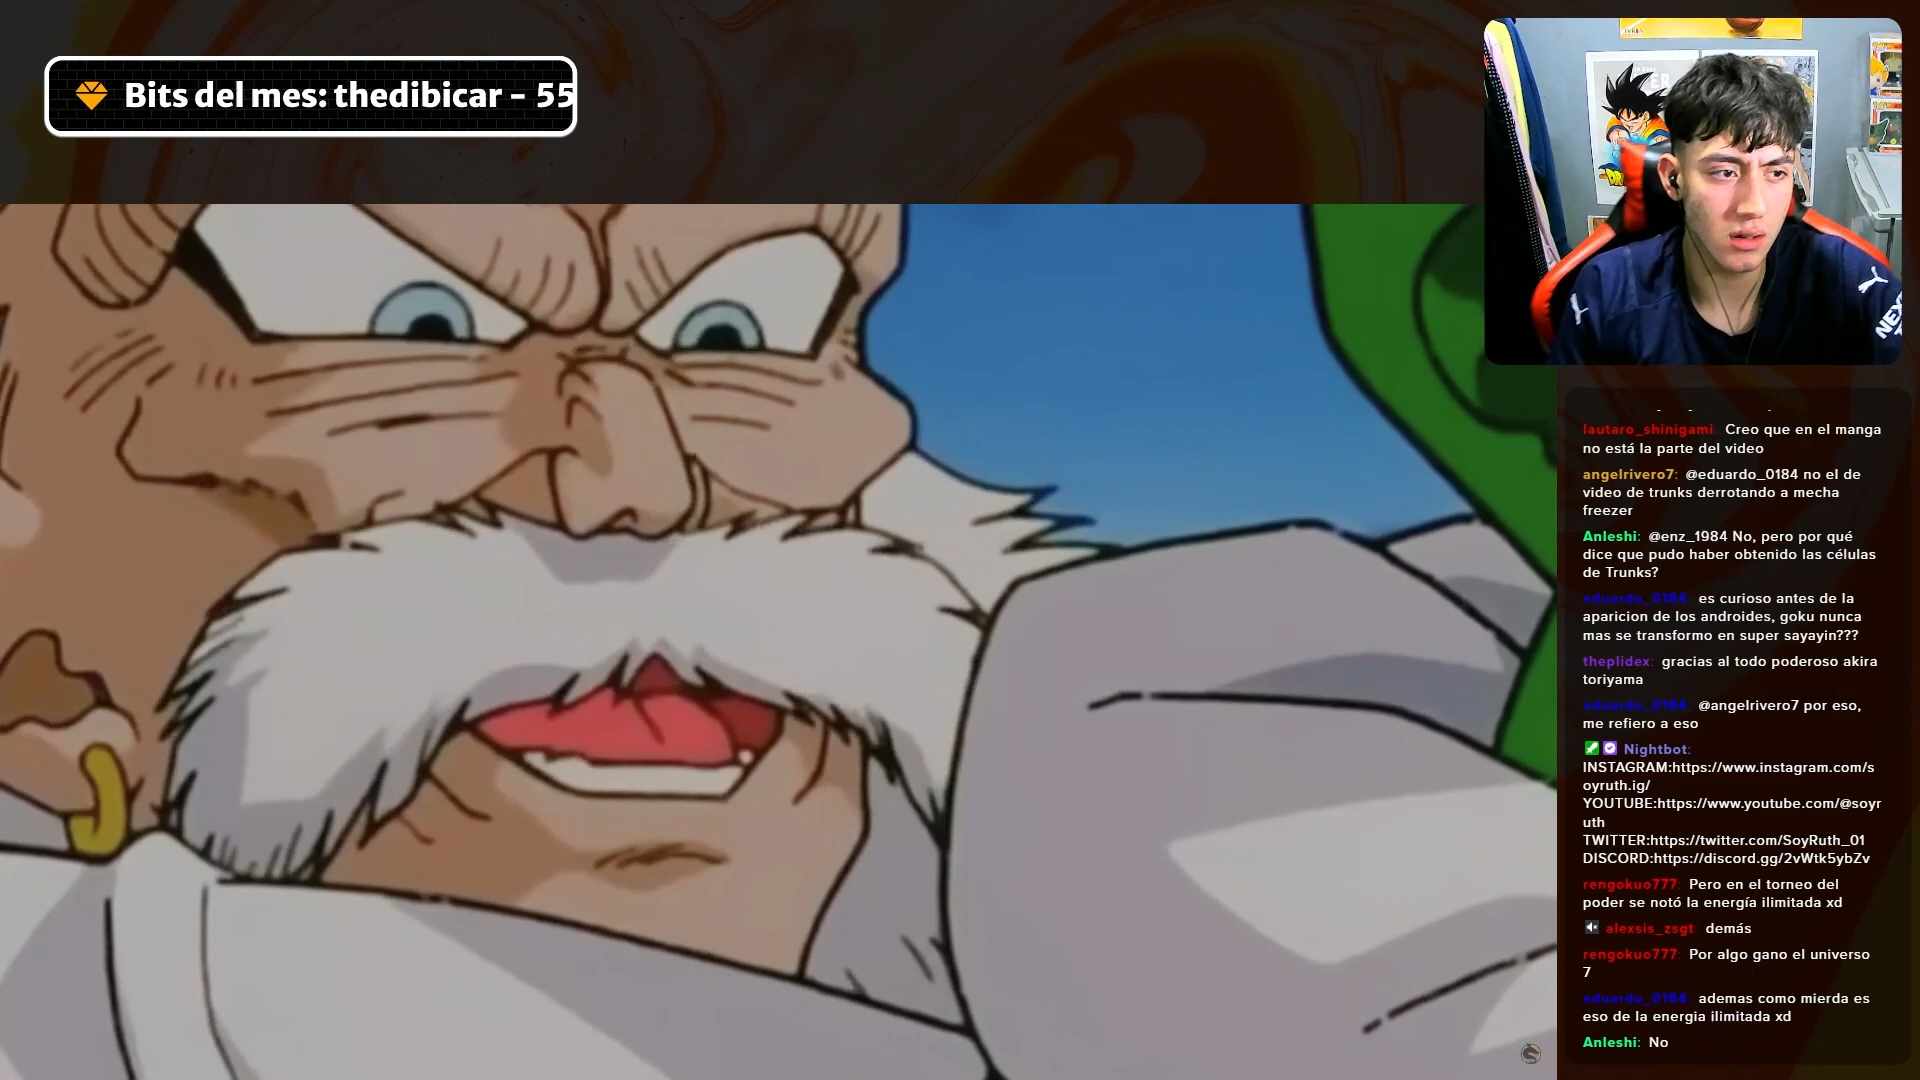 Bits del mes: thedibicar - 55
NEX
lautaro_shinigami: Creo que en el manga
no está la parte del video
angelrivero7: @eduardo_0184 no el de
video de trunks derrotando a mecha
freezer
Anleshi: @enz_1984 No, pero por qué
dice que pudo haber obtenido las células
de Trunks?
eduardo_0184: es curioso antes de la
aparicion de los androides, goku nunca
mas se transformo en super sayayin???
theplidex: gracias al todo poderoso akira
toriyama
eduardo_0184: @angelrivero7 por eso,
me refiero a eso
Nightbot:
INSTAGRAM:https://www.instagram.com/s
oyruth.ig/
YOUTUBE:https://www.youtube.com/@soyr
uth
TWITTER:https://twitter.com/SoyRuth_01
DISCORD:https://discord.gg/2vWtk5ybZv
rengokuo777: Pero en el torneo del
poder se notó la energía ilimitada xd
alexsis_zsgt: demás
rengokuo777: Por algo gano el universo
7
eduardo_0184: ademas como mierda es
eso de la energia ilimitada xd
Anleshi: No